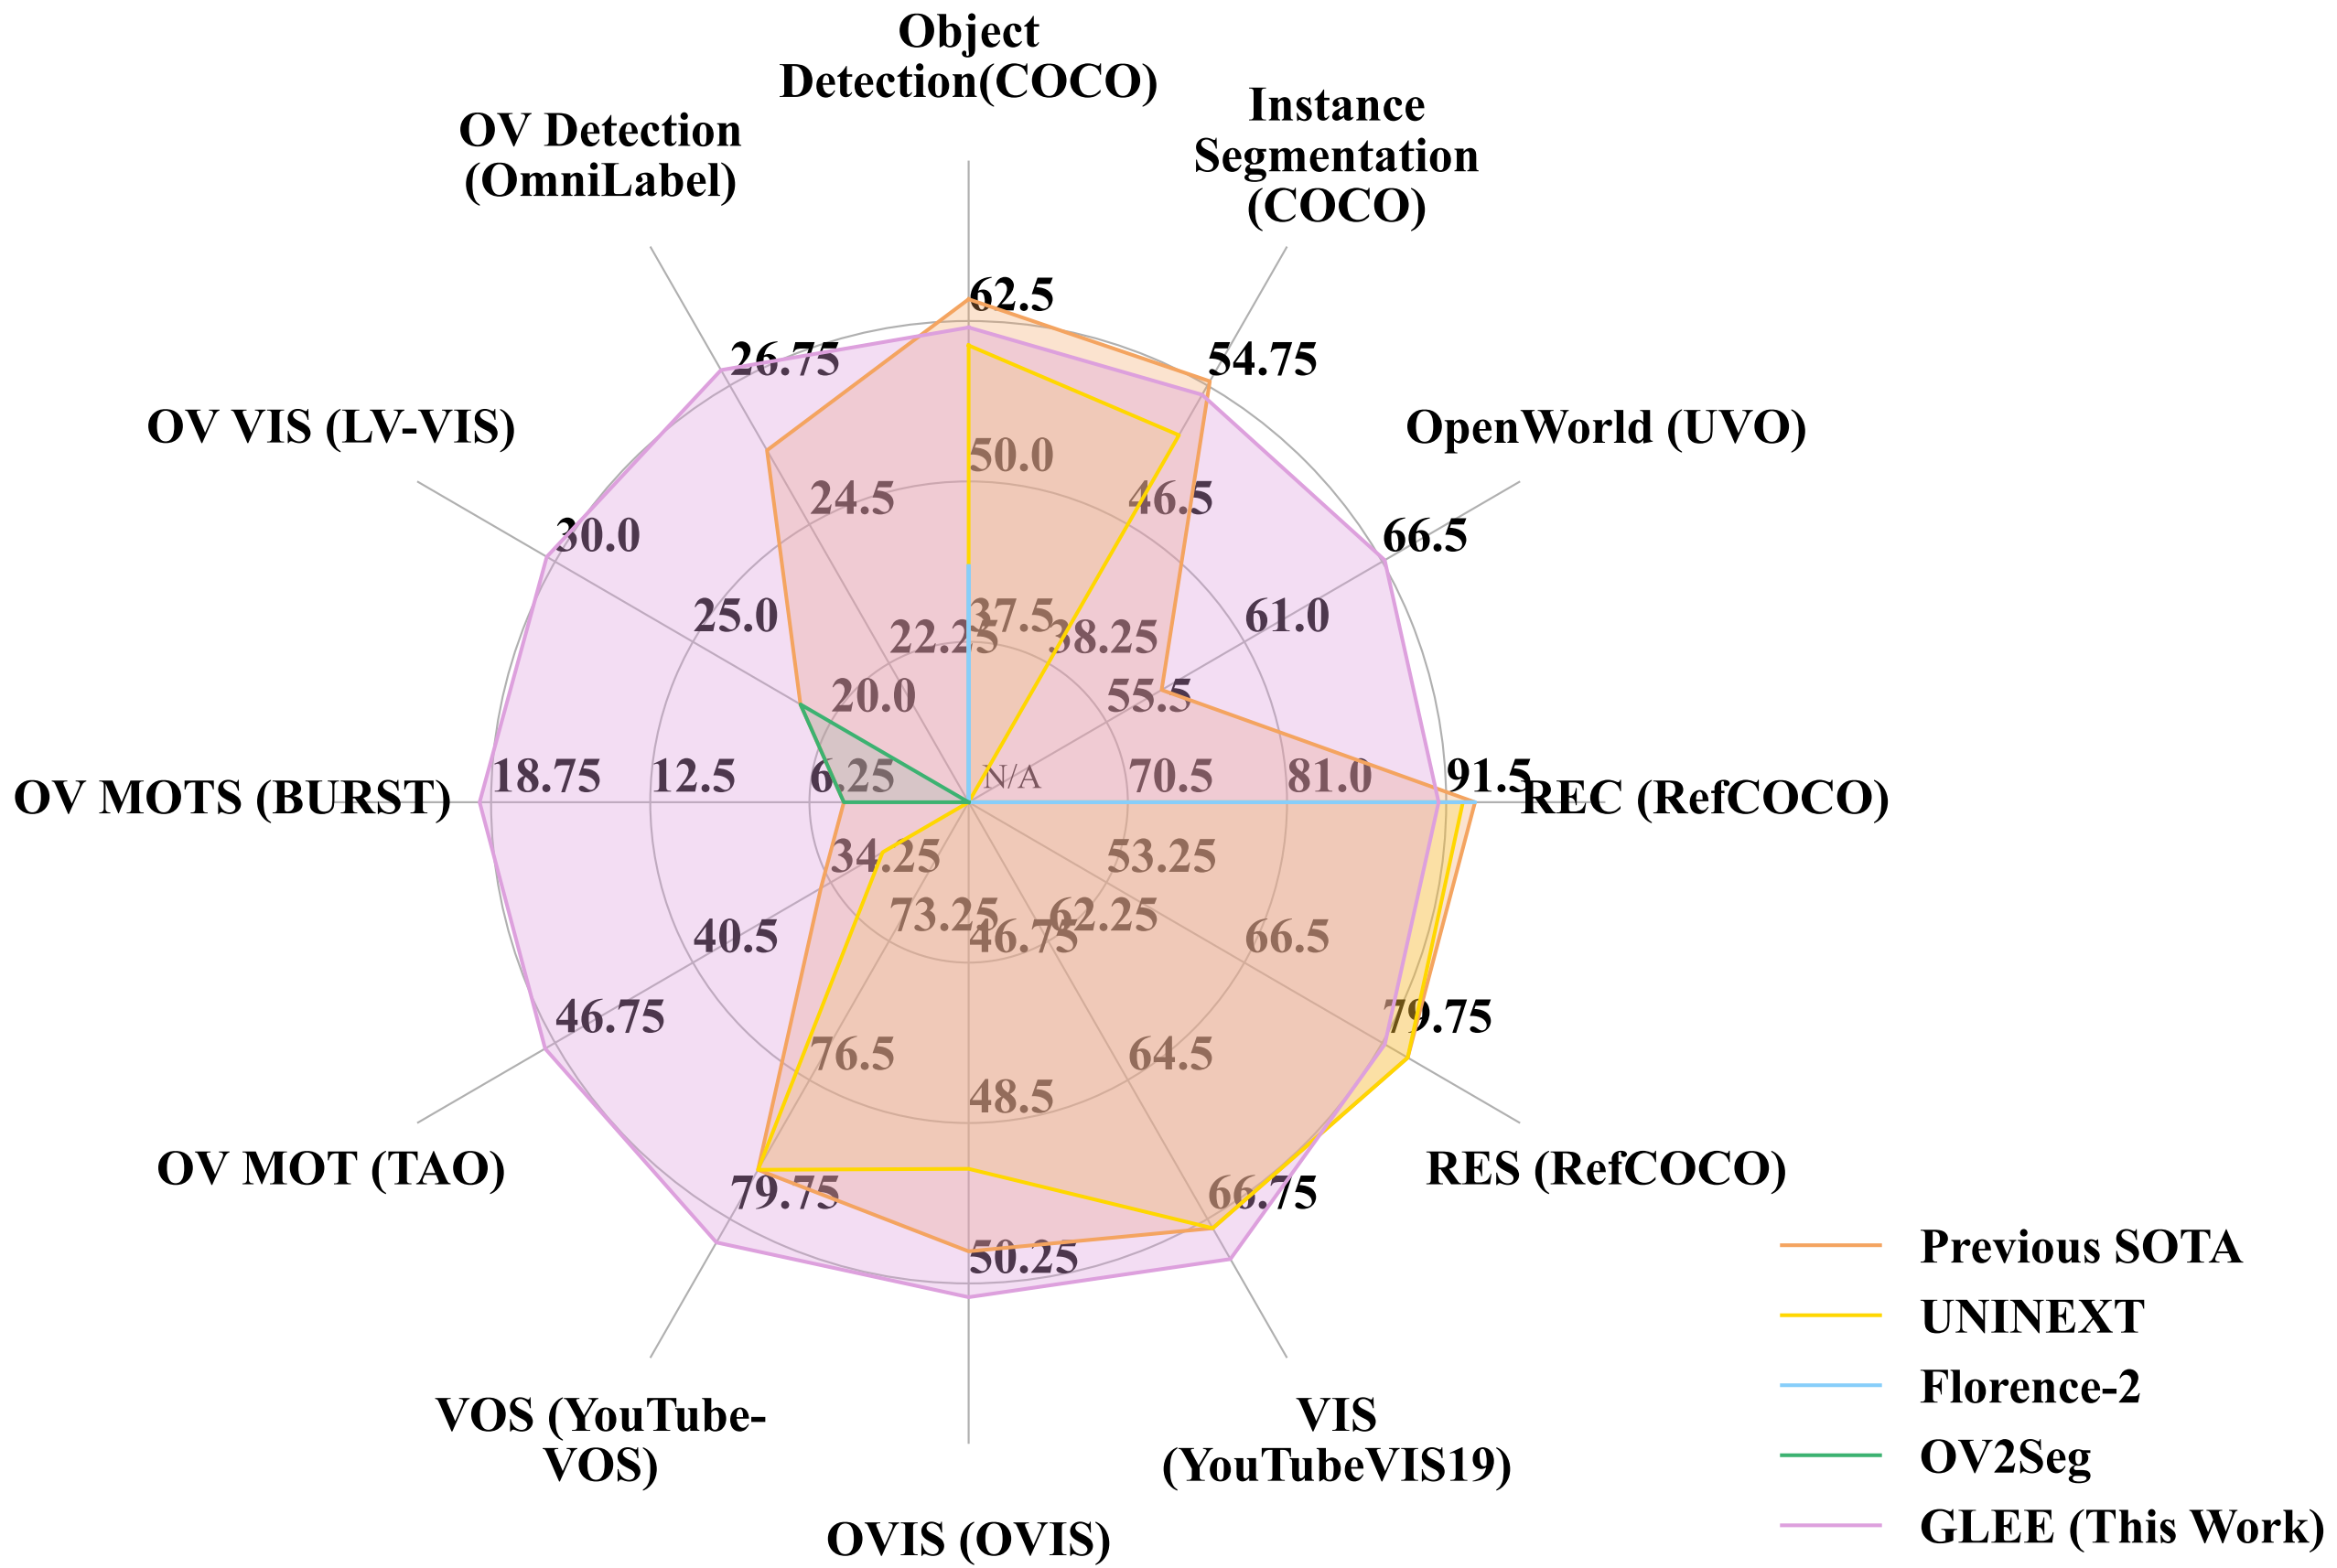 Object
Detection(COCO)
Instance
Segmentation
(COCO)
OV Detection
(OmniLabel)
62.5
26.75
54.75
OV VIS (LV-VIS)
OpenWorld (UVO)
50.0
24.5
46.5
30.0
66.5
37.5
25.0
61.0
22.25
38.25
20.0
55.5
OV MOTS (BURST)
18.75
12.5
6.25
N/A
70.5
81.0
91.5
REC (RefCOCO)
34.25
53.25
73.25
62.25
46.75
40.5
66.5
46.75
79.75
76.5
64.5
48.5
OV MOT (TAO)
RES (RefCOCO)
79.75
66.75
50.25
VOS (YouTube-
VOS)
VIS
(YouTubeVIS19)
OVIS (OVIS)
Previous SOTA
UNINEXT
Florence-2
OV2Seg
GLEE (This Work)